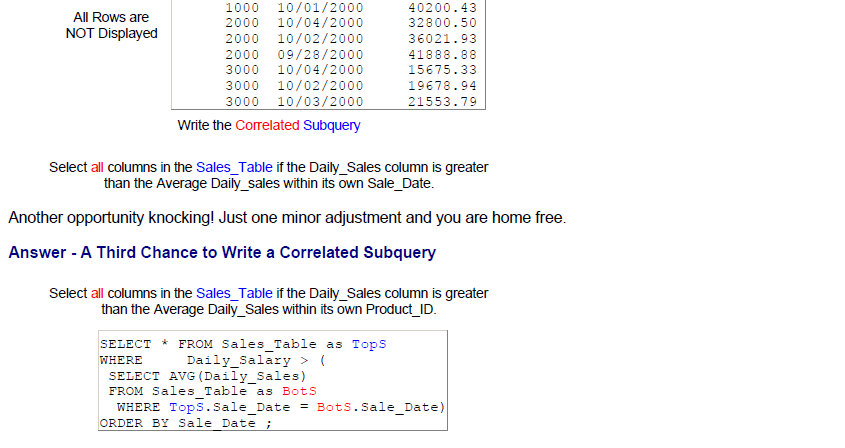 All Rows are
NOT Displayed
1000 10/01/2000 40200.43
2000 10/04/2000 32800.50
2000 10/02/2000 36021.93
2000 09/28/2000 41888.88
3000 10/04/2000 15675.33
3000 10/02/2000 19678.94
3000 10/03/2000 21553.79
Write the Correlated Subquery
Select all columns in the Sales_Table if the Daily_Sales column is greater
than the Average Daily_sales within its own Sale_Date.
Another opportunity knocking! Just one minor adjustment and you are home free.
Answer - A Third Chance to Write a Correlated Subquery
Select all columns in the Sales_Table if the Daily_Sales column is greater
than the Average Daily_Sales within its own Product_ID.
SELECT * FROM Sales_Table as TopS
WHERE Daily_Salary > (
SELECT AVG(Daily_Sales)
FROM Sales_Table as BotS
WHERE TopS.Sale_Date = BotS.Sale_Date)
ORDER BY Sale_Date ;